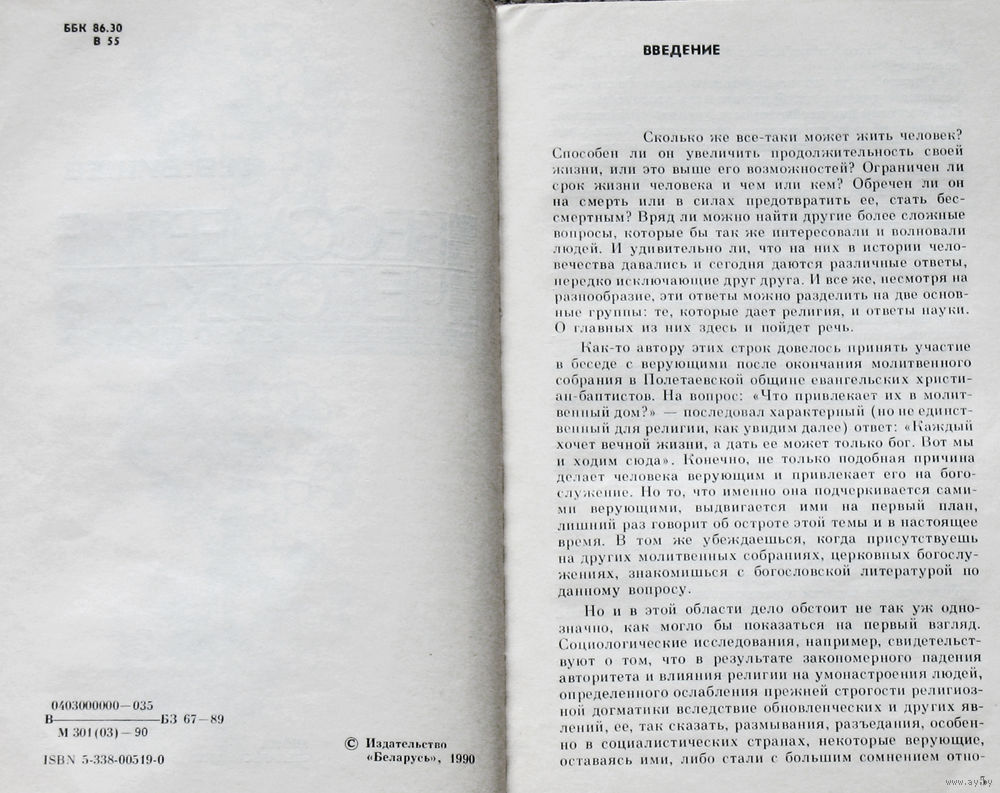 ББК 86.30
В 55
0403000000—035
В————————БЗ 67—89
М 301(03)—90
ISBN 5-338-00519-0
© Издательство
«Беларусь», 1990
ВВЕДЕНИЕ
Сколько же все-таки может жить человек?
Способен ли он увеличить продолжительность своей
жизни, или это выше его возможностей? Ограничен ли
срок жизни человека и чем или кем? Обречен ли он
на смерть или в силах предотвратить ее, стать бес-
смертным? Вряд ли можно найти другие более сложные
вопросы, которые бы так же интересовали и волновали
людей. И удивительно ли, что на них в истории чело-
вечества давались и сегодня даются различные ответы,
нередко исключающие друг друга. И все же, несмотря на
разнообразие, эти ответы можно разделить на две основ-
ные группы: те, которые дает религия, и ответы науки.
О главных из них здесь и пойдет речь.
Как-то автору этих строк довелось принять участие
в беседе с верующими после окончания молитвенного
собрания в Полетаевской общине евангельских христи-
ан-баптистов. На вопрос: «Что привлекает их в молит-
венный дом?» — последовал характерный (но не единст-
венный для религии, как увидим далее) ответ: «Каждый
хочет вечной жизни, а дать ее может только бог. Вот мы
и ходим сюда». Конечно, не только подобная причина
делает человека верующим и привлекает его на бого-
служение. Но то, что именно она подчеркивается сами-
ми верующими, выдвигается ими на первый план,
лишний раз говорит об остроте этой темы и в настоящее
время. В том же убеждаешься, когда присутствуешь
на других молитвенных собраниях, церковных богослу-
жениях, знакомишься с богословской литературой по
данному вопросу.
Но и в этой области дело обстоит не так уж одно-
значно, как могло бы показаться на первый взгляд.
Социологические исследования, например, свидетельст-
вуют о том, что в результате закономерного падения
авторитета и влияния религии на умонастроения людей,
определенного ослабления прежней строгости религиоз-
ной догматики вследствие обновленческих и других яв-
лений, ее, так сказать, размывания, разъедания, особен-
но в социалистических странах, некоторые верующие,
оставаясь ими, либо стали с большим сомнением отно-
5
www.ay.by